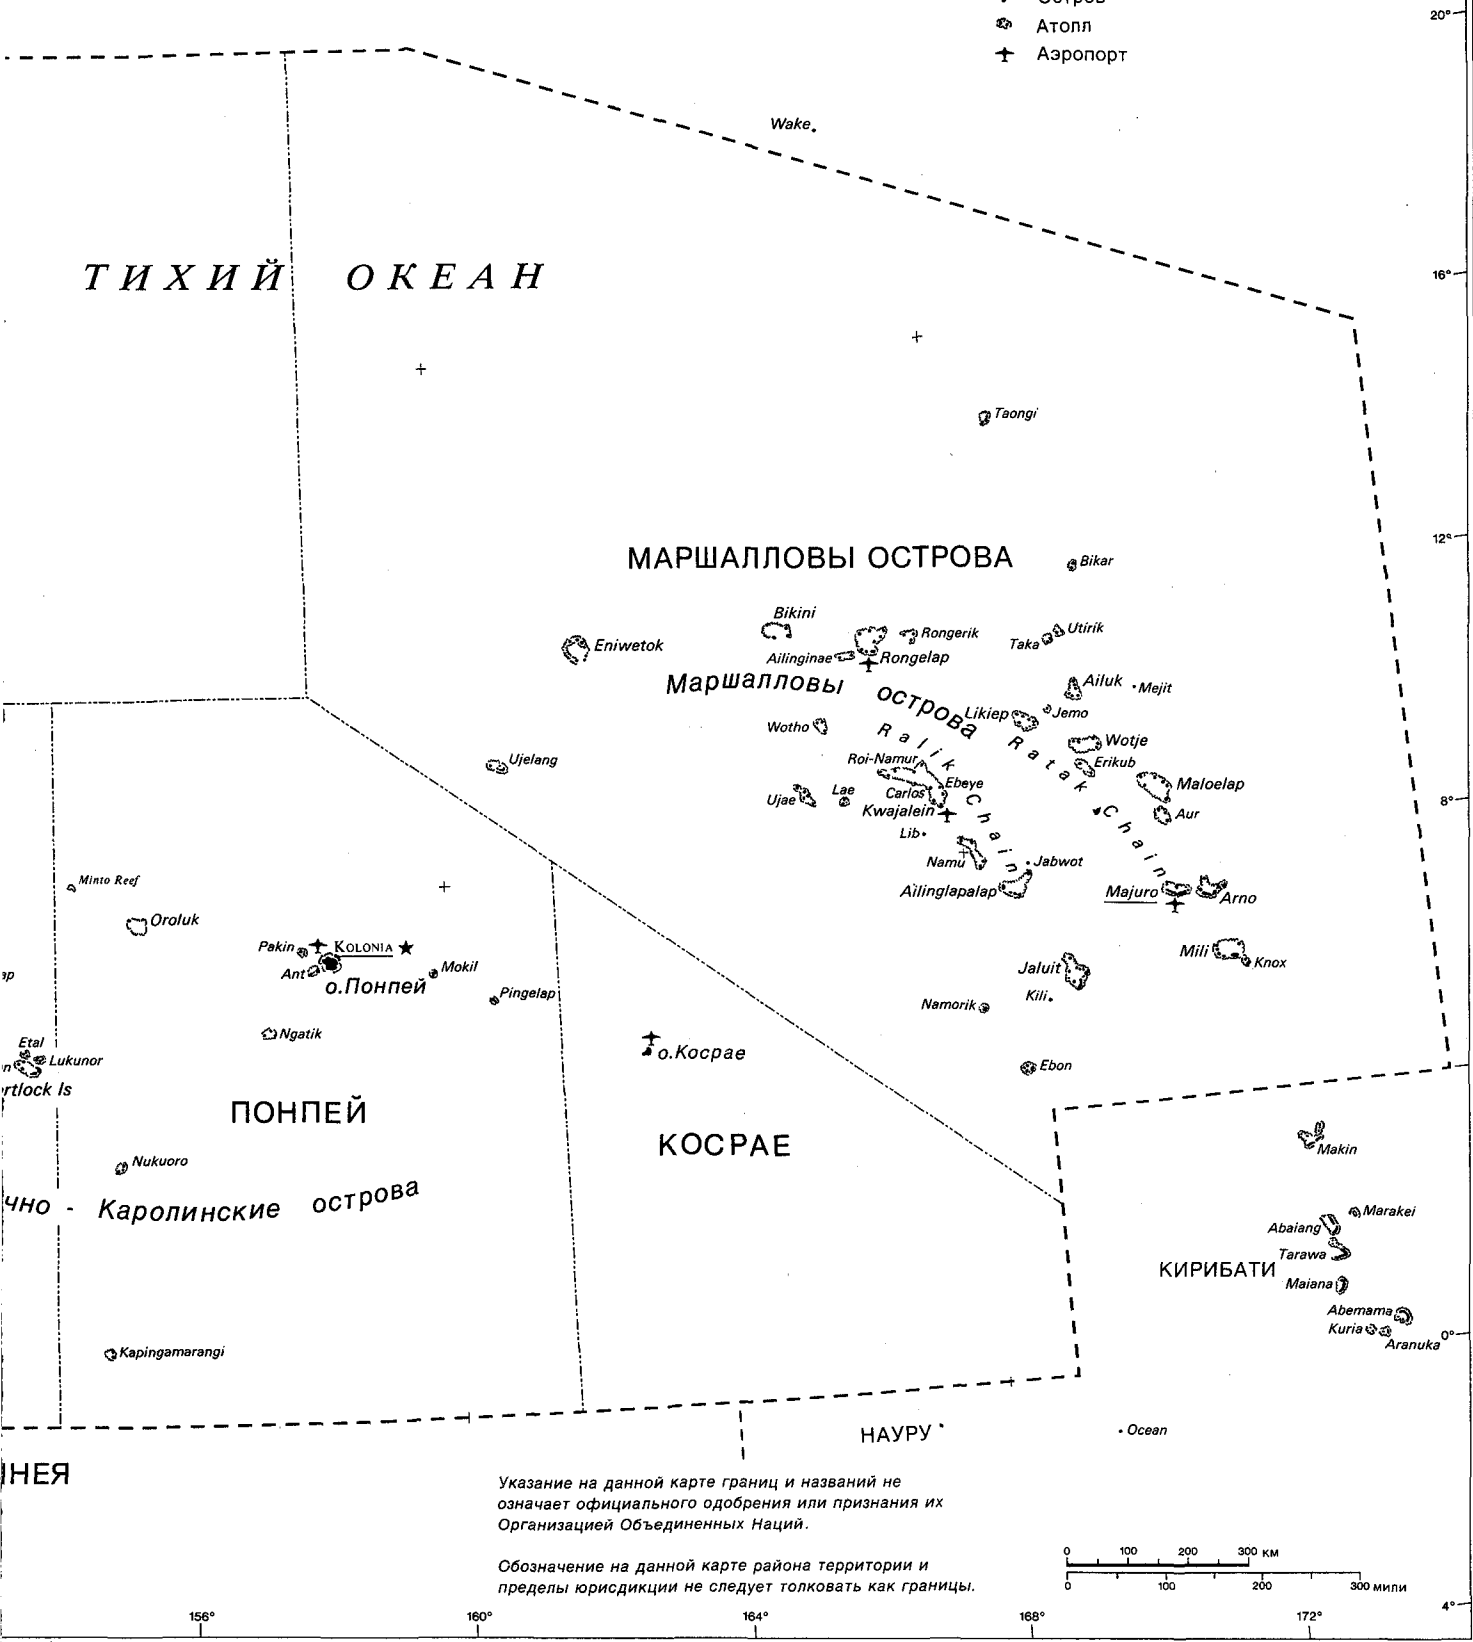 Атолл
Аэропорт
20°
Wake
ТИХИЙ ОКЕАН
16°
Taongi
12°
МАРШАЛЛОВЫ ОСТРОВА
Bikar
Bikini
Eniwetok
Rongerik
Utirik
Taka
Ailinginae
Rongelap
Маршалловы острова
Ailuk
Mejit
Likiep
Jemo
Wotho
Ralik Chain
Ratak Chain
Wotje
Erikub
Ujelang
Roi-Namur
Ebeye
Maloelap
Ujae
Lae
Carlos
Kwajalein
8°
Aur
Lib
Namu
Jabwot
Ailinglapalap
Majuro
Arno
Minto Reef
Oroluk
Pakin
KOLONIA
Ant
о.Понпей
Mokil
Pingelap
Mili
Knox
Jaluit
Kili
Namorik
Ngatik
Etal
Lukunor
rtlock Is
о.Косрае
Ebon
ПОНПЕЙ
КОСРАЕ
Makin
Nukuoro
чно - Каролинские острова
Marakei
Abaiang
Tarawa
КИРИБАТИ
Maiana
Abemama
Kuria
Aranuka
0°
Kapingamarangi
НАУРУ
Ocean
НЕЯ
Указание на данной карте границ и названий не
означает официального одобрения или признания их
Организацией Объединенных Наций.
Обозначение на данной карте района территории и
пределы юрисдикции не следует толковать как границы.
0 100 200 300 км
0 100 200 300 мили
4°
156° 160° 164° 168° 172°